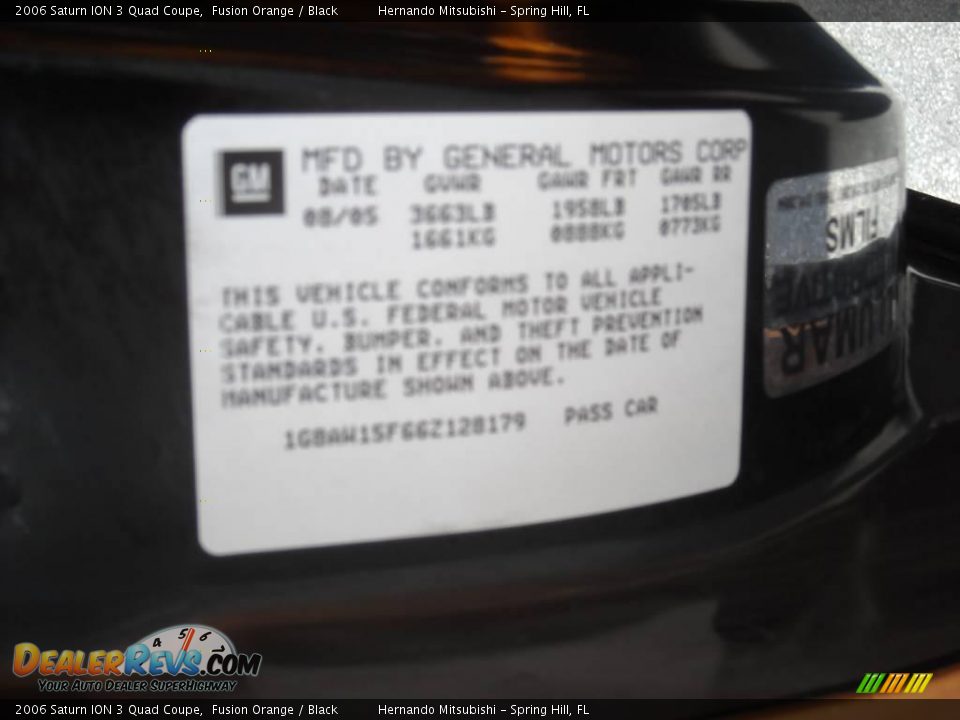 2006 Saturn ION 3 Quad Coupe, Fusion Orange / Black Hernando Mitsubishi - Spring Hill, FL
GM
MFD BY GENERAL MOTORS CORP
DATE GVWR GAWR FRT GAWR RR
08/05 3663LB 1958LB 1705LB
1661KG 0888KG 0773KG
THIS VEHICLE CONFORMS TO ALL APPLI-
CABLE U.S. FEDERAL MOTOR VEHICLE
SAFETY, BUMPER, AND THEFT PREVENTION
STANDARDS IN EFFECT ON THE DATE OF
MANUFACTURE SHOWN ABOVE.
1G8AW15F66Z128179 PASS CAR
FILMS
LLUMAR
4 5 6
DEALERREVS.COM
YOUR AUTO DEALER SUPERHIGHWAY
2006 Saturn ION 3 Quad Coupe, Fusion Orange / Black Hernando Mitsubishi - Spring Hill, FL